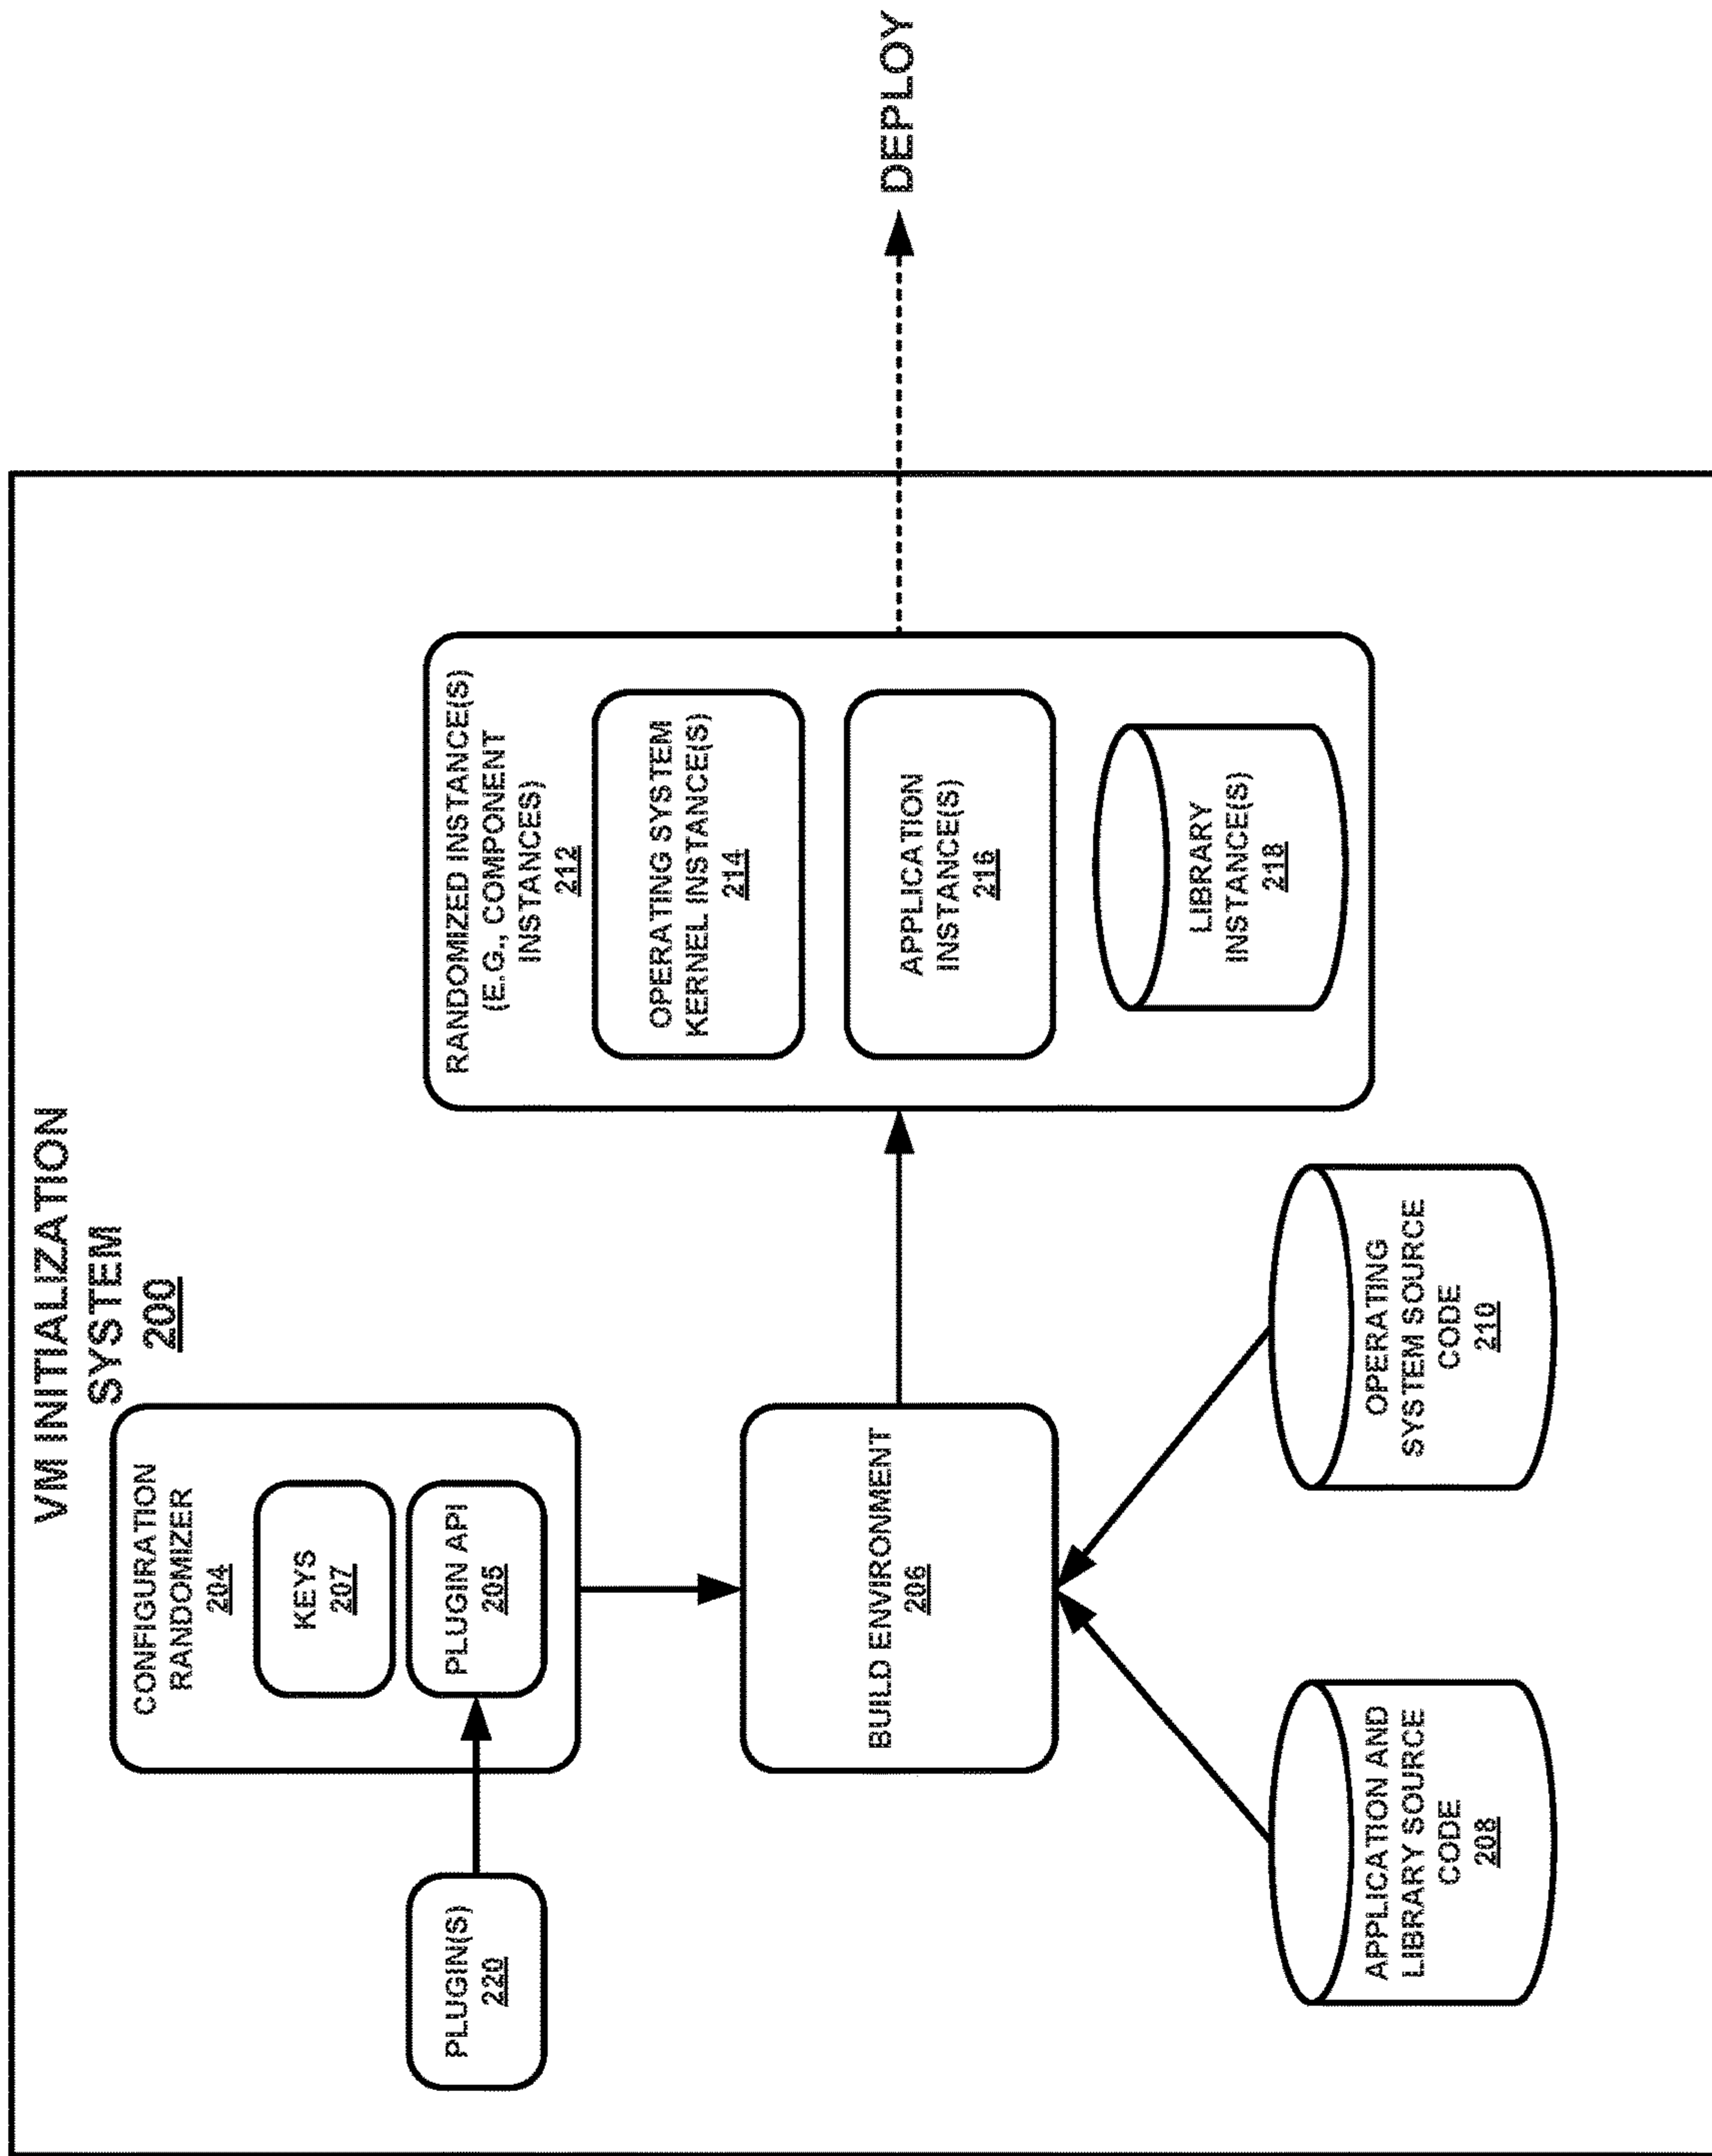 VM INITIALIZATION
SYSTEM
200
CONFIGURATION
RANDOMIZER
204
KEYS
207
PLUGIN API
205
PLUGIN(S)
220
BUILD ENVIRONMENT
206
APPLICATION AND
LIBRARY SOURCE
CODE
208
OPERATING
SYSTEM SOURCE
CODE
210
RANDOMIZED INSTANCE(S)
(E.G., COMPONENT
INSTANCES)
212
OPERATING SYSTEM
KERNEL INSTANCE(S)
214
APPLICATION
INSTANCE(S)
216
LIBRARY
INSTANCE(S)
218
DEPLOY